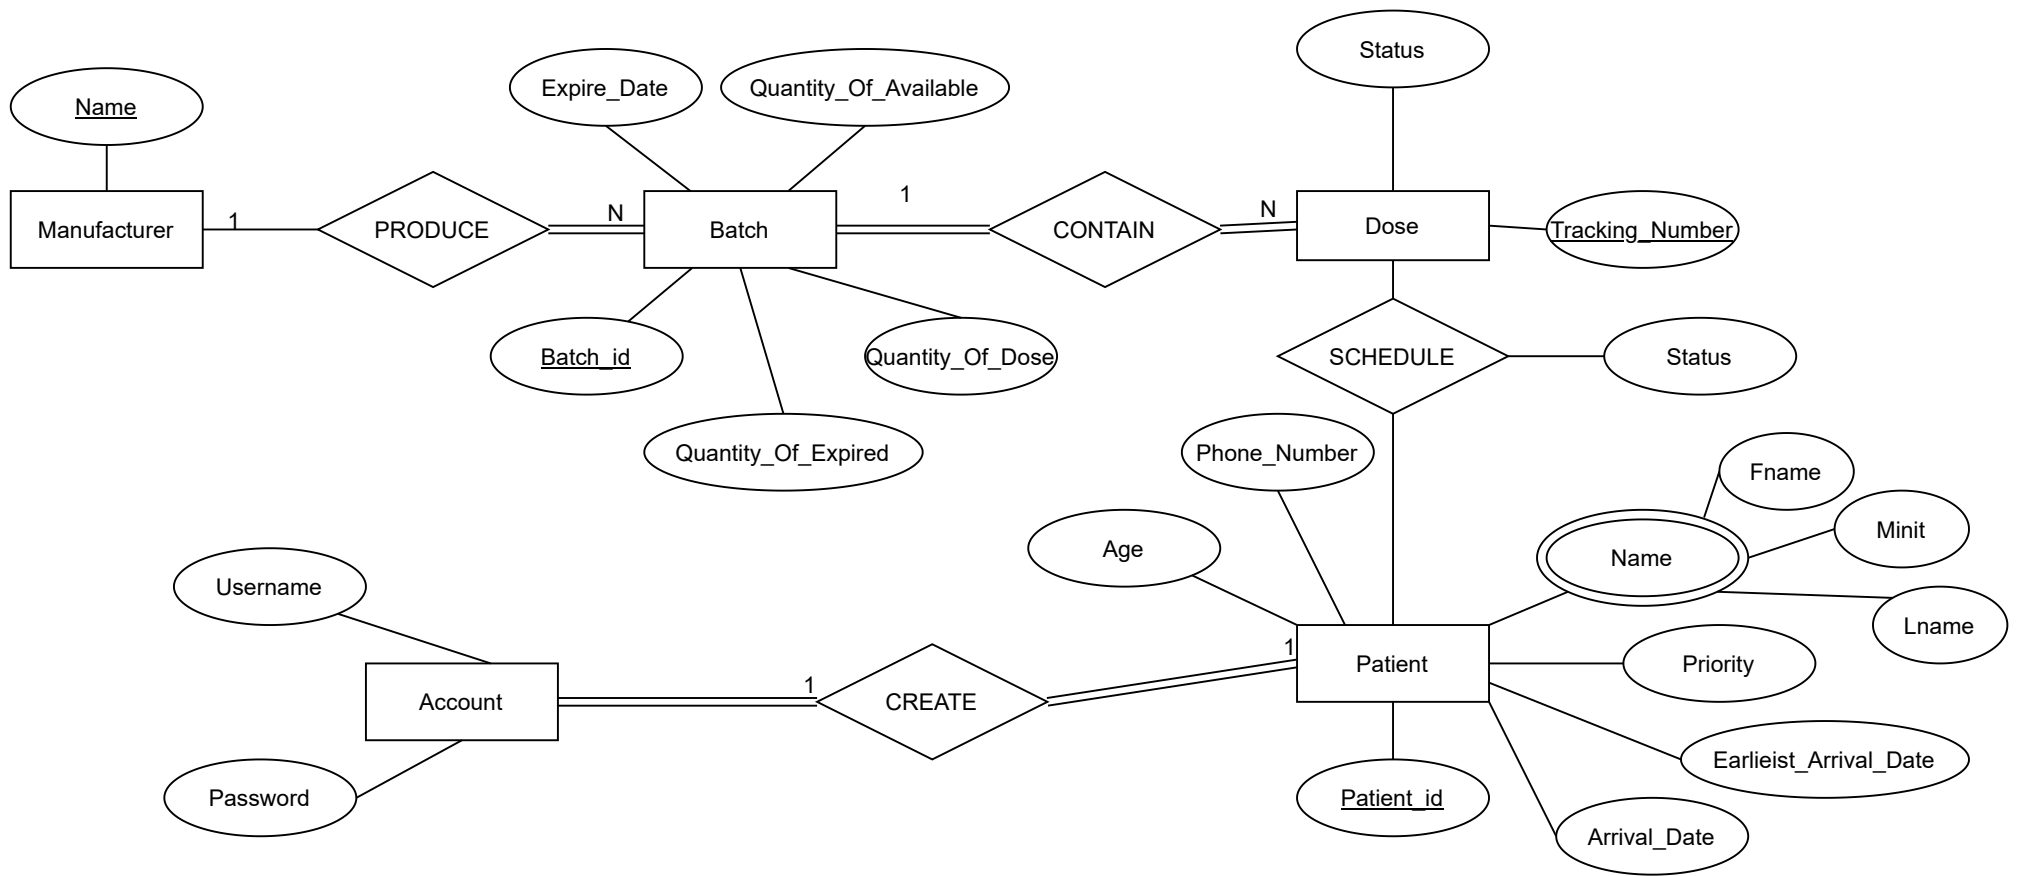 Status
Expire_Date
Quantity_Of_Available
Name
1
N
1
N
Manufacturer
PRODUCE
Batch
CONTAIN
Dose
Tracking_Number
Batch_id
Quantity_Of_Dose
SCHEDULE
Status
Quantity_Of_Expired
Phone_Number
Fname
Minit
Age
Name
Username
Lname
1
Patient
Priority
1
Account
CREATE
Earlieist_Arrival_Date
Password
Patient_id
Arrival_Date